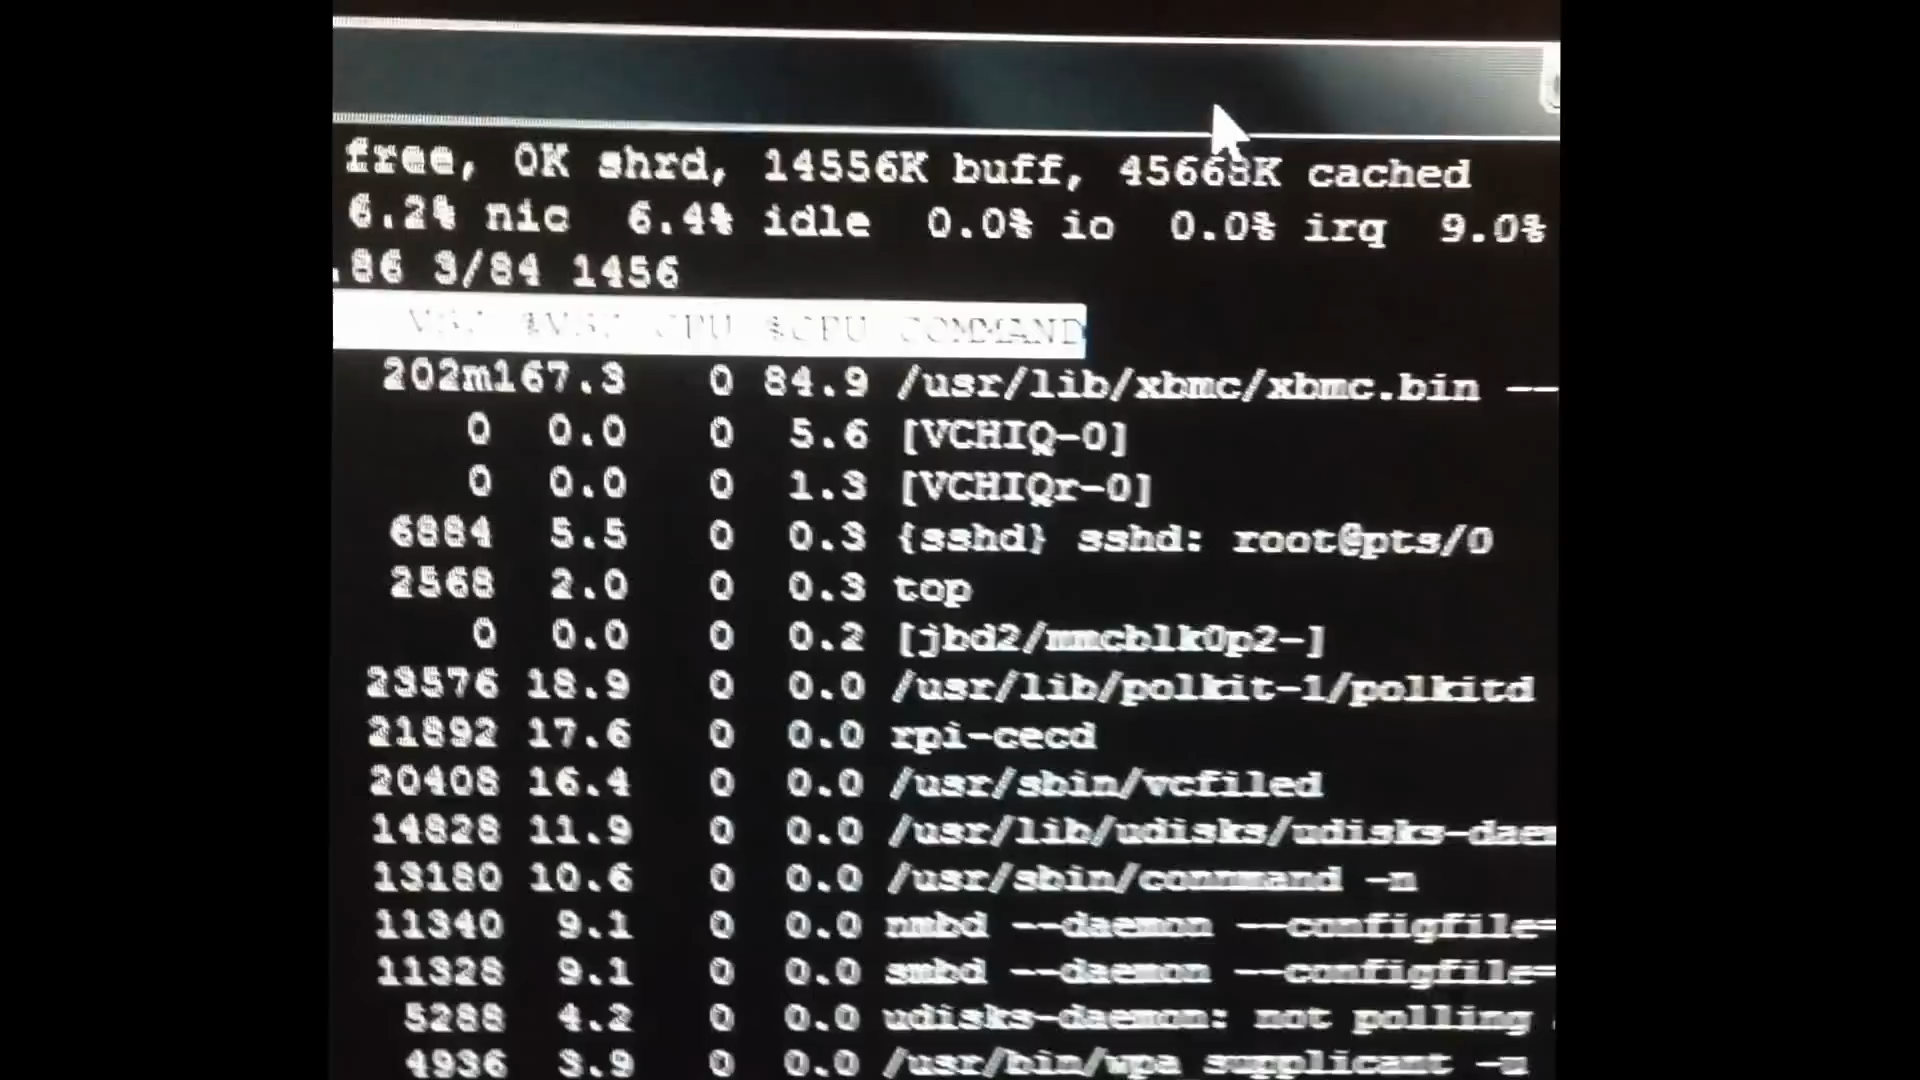 free, 0K shrd, 14556K buff, 45668K cached
6.2% nic 6.4% idle 0.0% io 0.0% irq 9.0%
.86 3/84 1456
VSZ %VSZ CPU %CPU COMMAND
202m167.3 0 84.9 /usr/lib/xbmc/xbmc.bin --
0 0.0 0 5.6 [VCHIQ-0]
0 0.0 0 1.3 [VCHIQr-0]
6884 5.5 0 0.3 {sshd} sshd: root@pts/0
2568 2.0 0 0.3 top
0 0.0 0 0.2 [jbd2/mmcblk0p2-]
23576 18.9 0 0.0 /usr/lib/polkit-1/polkitd
21892 17.6 0 0.0 rpi-cecd
20408 16.4 0 0.0 /usr/sbin/vcfiled
14828 11.9 0 0.0 /usr/lib/udisks/udisks-daem
13180 10.6 0 0.0 /usr/sbin/connmand -n
11340 9.1 0 0.0 nmbd --daemon --configfile=
11328 9.1 0 0.0 smbd --daemon --configfile=
5288 4.2 0 0.0 udisks-daemon: not polling
4936 3.9 0 0.0 /usr/bin/wpa_supplicant -u